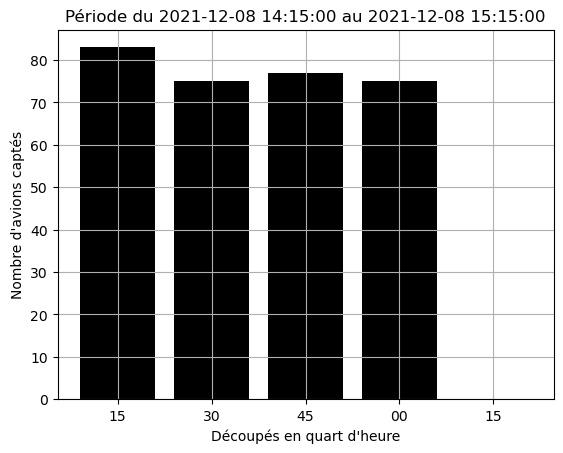 Période du 2021-12-08 14:15:00 au 2021-12-08 15:15:00
80
70
60
50
40
30
20
10
0
Nombre d'avions captés
15 30 45 00 15
Découpés en quart d'heure